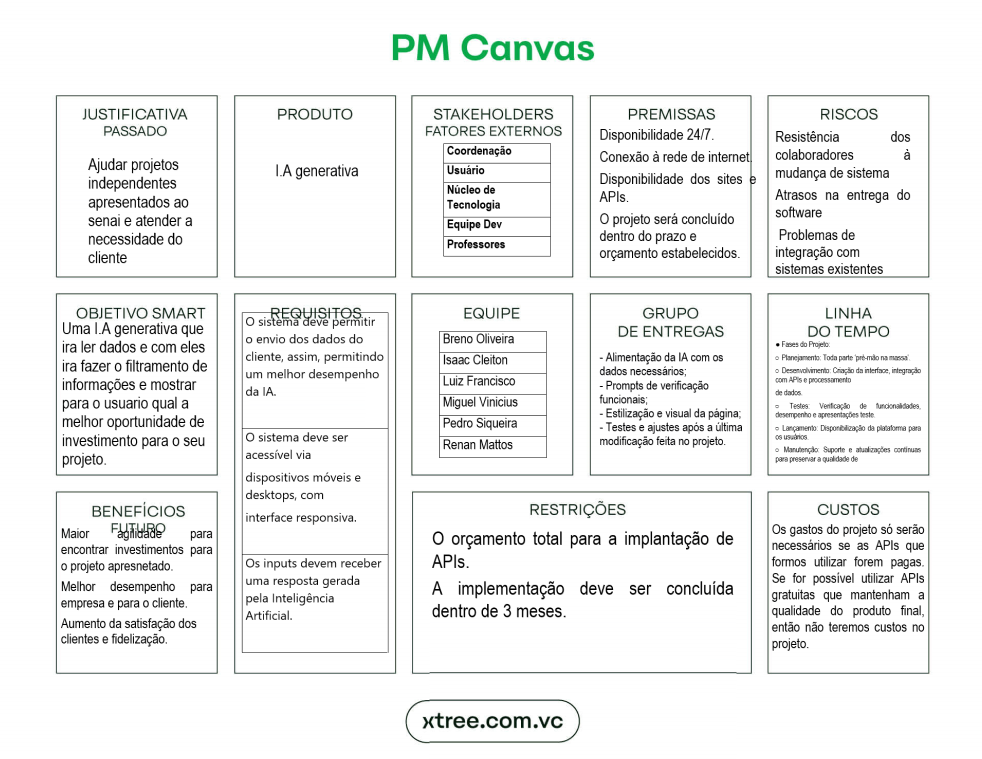 PM Canvas
JUSTIFICATIVA
PASSADO
Ajudar projetos
independentes
apresentados ao
senai e atender a
necessidade do
cliente
PRODUTO
I.A generativa
STAKEHOLDERS
FATORES EXTERNOS
Coordenação
Usuário
Núcleo de
Tecnologia
Equipe Dev
Professores
PREMISSAS
Disponibilidade 24/7.
Conexão à rede de internet.
Disponibilidade dos sites e
APIs.
O projeto será concluído
dentro do prazo e
orçamento estabelecidos.
RISCOS
Resistência dos
colaboradores à
mudança de sistema
Atrasos na entrega do
software
Problemas de
integração com
sistemas existentes
OBJETIVO SMART
Uma I.A generativa que
ira ler dados e com eles
ira fazer o filtramento de
informações e mostrar
para o usuario qual a
melhor oportunidade de
investimento para o seu
projeto.
REQUISITOS
O sistema deve permitir
o envio dos dados do
cliente, assim, permitindo
um melhor desempenho
da IA.
O sistema deve ser
acessível via
dispositivos móveis e
desktops, com
interface responsiva.
Os inputs devem receber
uma resposta gerada
pela Inteligência
Artificial.
EQUIPE
Breno Oliveira
Isaac Cleiton
Luiz Francisco
Miguel Vinicius
Pedro Siqueira
Renan Mattos
GRUPO
DE ENTREGAS
- Alimentação da IA com os
dados necessários;
- Prompts de verificação
funcionais;
- Estilização e visual da página;
- Testes e ajustes após a última
modificação feita no projeto.
LINHA
DO TEMPO
● Fases do Projeto:
○ Planejamento: Toda parte 'pré-mão na massa'.
○ Desenvolvimento: Criação da interface, integração
com APIs e processamento
de dados.
○ Testes: Verificação de funcionalidades,
desempenho e apresentações teste.
○ Lançamento: Disponibilização da plataforma para
os usuários.
○ Manutenção: Suporte e atualizações contínuas
para preservar a qualidade de
BENEFÍCIOS
FUTURO
Maior agilidade para
encontrar investimentos para
o projeto apresnetado.
Melhor desempenho para
empresa e para o cliente.
Aumento da satisfação dos
clientes e fidelização.
RESTRIÇÕES
O orçamento total para a implantação de
APIs.
A implementação deve ser concluída
dentro de 3 meses.
CUSTOS
Os gastos do projeto só serão
necessários se as APIs que
formos utilizar forem pagas.
Se for possível utilizar APIs
gratuitas que mantenham a
qualidade do produto final,
então não teremos custos no
projeto.
xtree.com.vc